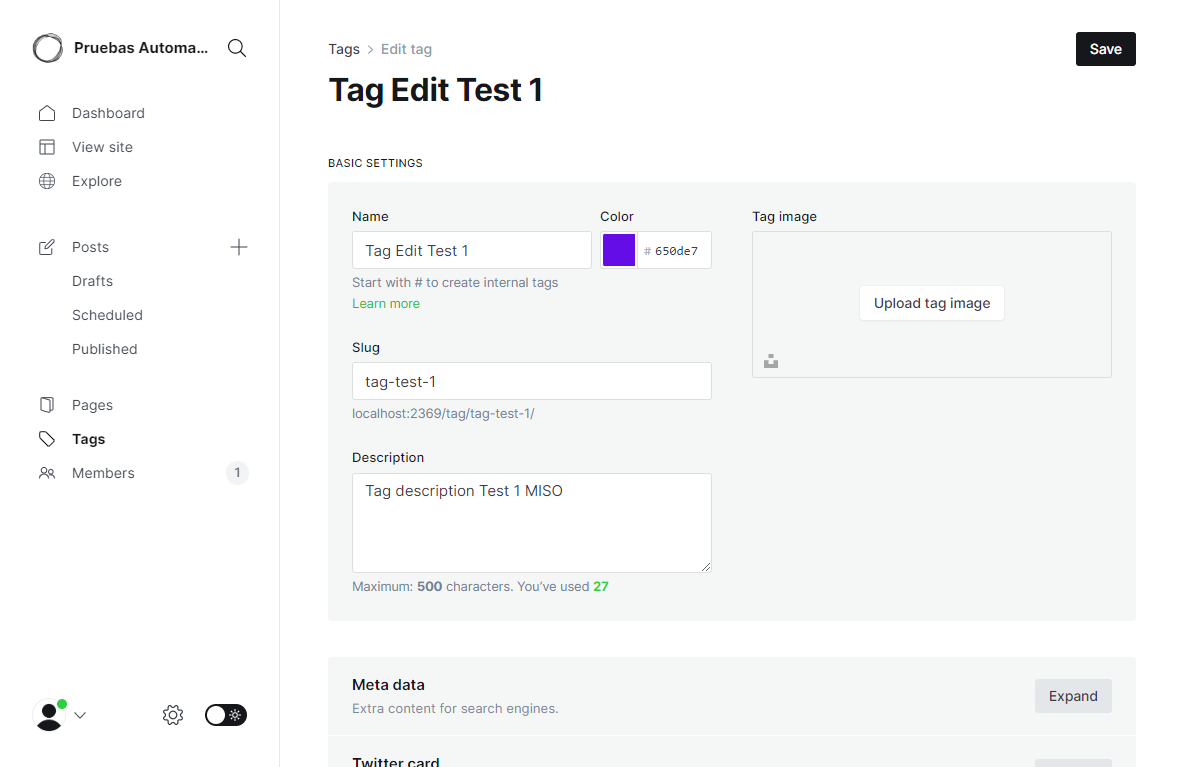 Pruebas Automa...
Dashboard
View site
Explore
Posts
Drafts
Scheduled
Published
Pages
Tags
Members 1
Tags > Edit tag
Save
Tag Edit Test 1
BASIC SETTINGS
Name
Tag Edit Test 1
Color
# 650de7
Start with # to create internal tags
Learn more
Slug
tag-test-1
localhost:2369/tag/tag-test-1/
Description
Tag description Test 1 MISO
Maximum: 500 characters. You’ve used 27
Tag image
Upload tag image
Meta data
Extra content for search engines.
Expand
Twitter card